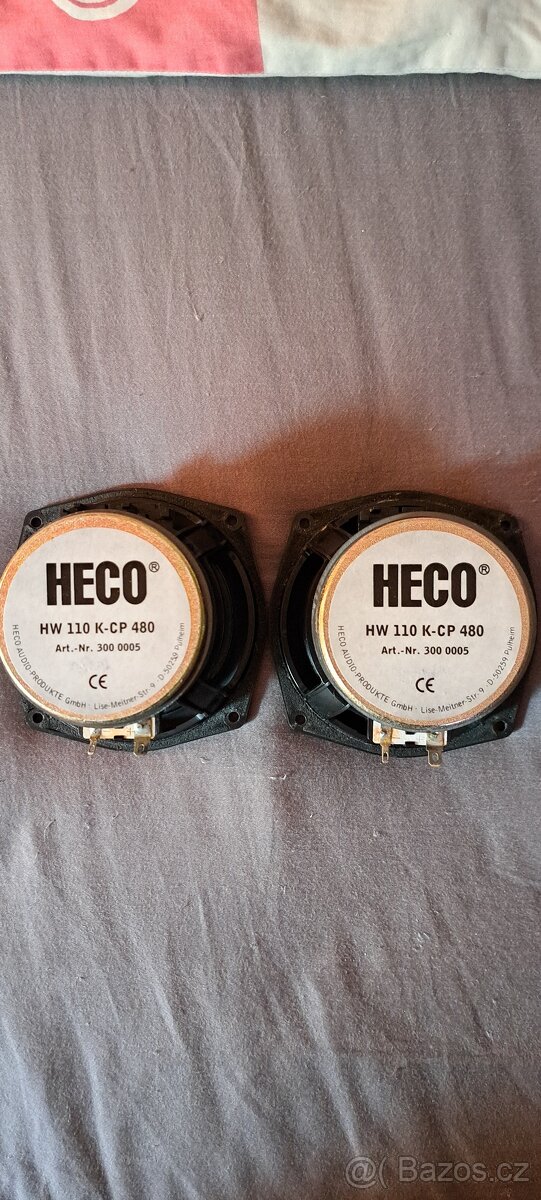 HECO®
HW 110 K-CP 480
Art.-Nr. 300 0005
CE
HECO AUDIO-PRODUKTE GmbH · Lise-Meitner-Str. 9 · D-50259 Pulheim
HECO®
HW 110 K-CP 480
Art.-Nr. 300 0005
CE
HECO AUDIO-PRODUKTE GmbH · Lise-Meitner-Str. 9 · D-50259 Pulheim
Bazos.cz